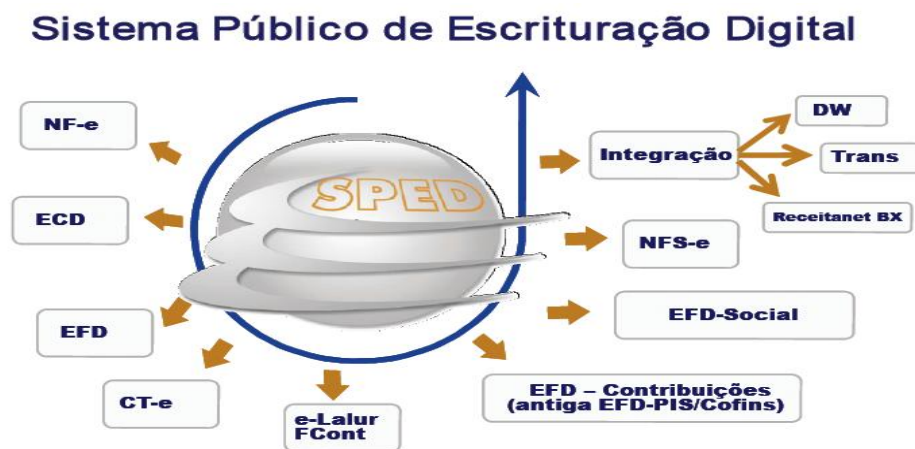 Sistema Público de Escrituração Digital
NF-e
ECD
EFD
CT-e
e-Lalur
FCont
SPED
Integração
DW
Trans
Receitanet BX
NFS-e
EFD-Social
EFD – Contribuições
(antiga EFD-PIS/Cofins)